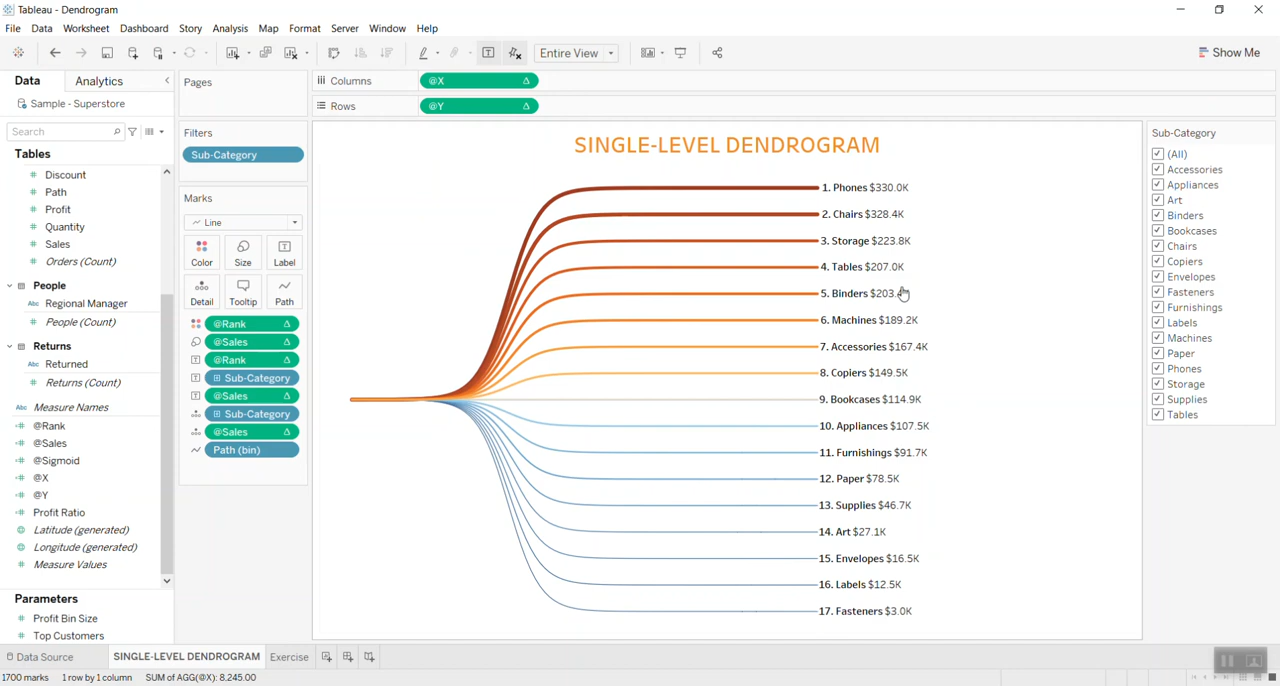 Tableau - Dendrogram
File Data Worksheet Dashboard Story Analysis Map Format Server Window Help
Entire View
Show Me
Data Analytics
Sample - Superstore
Search
Tables
Discount
Path
Profit
Quantity
Sales
Orders (Count)
People
Abc Regional Manager
People (Count)
Returns
Abc Returned
Returns (Count)
Abc Measure Names
@Rank
@Sales
@Sigmoid
@X
@Y
Profit Ratio
Latitude (generated)
Longitude (generated)
Measure Values
Parameters
Profit Bin Size
Top Customers
Pages
Filters
Sub-Category
Marks
Line
Color Size Label
Detail Tooltip Path
@Rank
@Sales
@Rank
Sub-Category
@Sales
Sub-Category
@Sales
Path (bin)
Columns @X
Rows @Y
SINGLE-LEVEL DENDROGRAM
1. Phones $330.0K
2. Chairs $328.4K
3. Storage $223.8K
4. Tables $207.0K
5. Binders $203.
6. Machines $189.2K
7. Accessories $167.4K
8. Copiers $149.5K
9. Bookcases $114.9K
10. Appliances $107.5K
11. Furnishings $91.7K
12. Paper $78.5K
13. Supplies $46.7K
14. Art $27.1K
15. Envelopes $16.5K
16. Labels $12.5K
17. Fasteners $3.0K
Sub-Category
(All)
Accessories
Appliances
Art
Binders
Bookcases
Chairs
Copiers
Envelopes
Fasteners
Furnishings
Labels
Machines
Paper
Phones
Storage
Supplies
Tables
Data Source SINGLE-LEVEL DENDROGRAM Exercise
1700 marks 1 row by 1 column SUM of AGG(@X): 8,245.00